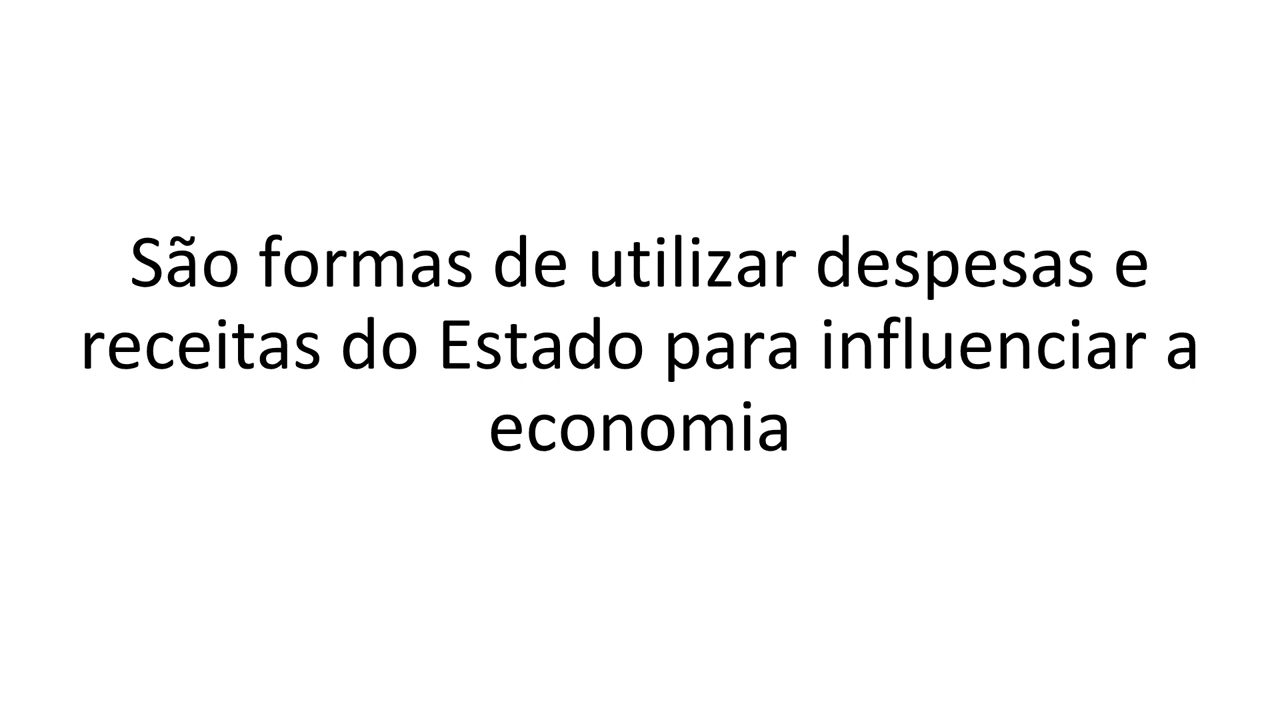 São formas de utilizar despesas e
receitas do Estado para influenciar a
economia